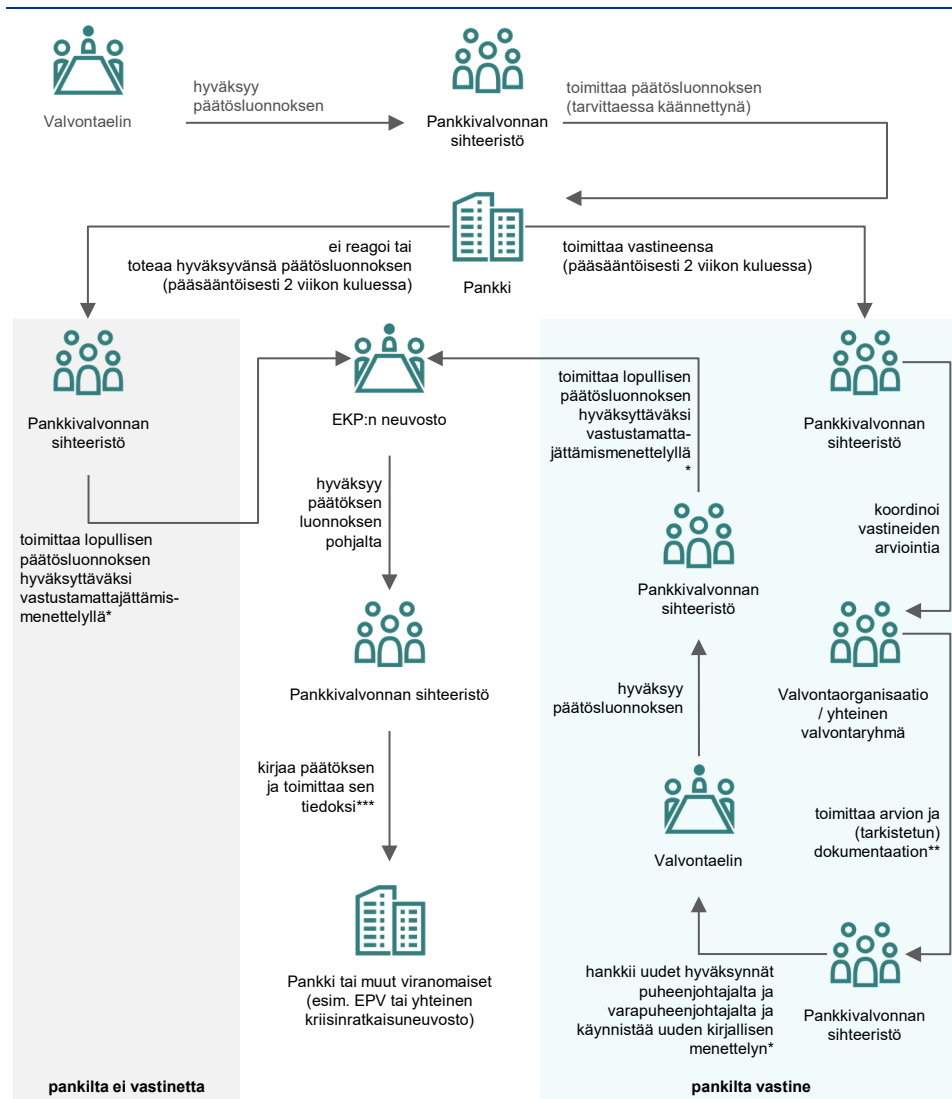 Valvontaelin
hyväksyy
päätösluonnoksen
Pankkivalvonnan
sihteeristö
toimittaa päätösluonnoksen
(tarvittaessa käännettynä)
ei reagoi tai
toteaa hyväksyvänsä päätösluonnoksen
(pääsääntöisesti 2 viikon kuluessa)
Pankki
toimittaa vastineensa
(pääsääntöisesti 2 viikon kuluessa)
Pankkivalvonnan
sihteeristö
toimittaa lopullisen
päätösluonnoksen
hyväksyttäväksi
vastustamattajättämis-
menettelyllä*
EKP:n neuvosto
hyväksyy
päätöksen
luonnoksen
pohjalta
Pankkivalvonnan sihteeristö
kirjaa päätöksen
ja toimittaa sen
tiedoksi***
Pankki tai muut viranomaiset
(esim. EPV tai yhteinen
kriisinratkaisuneuvosto)
toimittaa lopullisen
päätösluonnoksen
hyväksyttäväksi
vastustamatta-
jättämismenettelyllä
*
Pankkivalvonnan
sihteeristö
hyväksyy
päätösluonnoksen
Valvontaelin
hankkii uudet hyväksynnät
puheenjohtajalta ja
varapuheenjohtajalta ja
käynnistää uuden kirjallisen
menettelyn*
Pankkivalvonnan
sihteeristö
koordinoi
vastineiden
arviointia
Valvontaorganisaatio
/ yhteinen
valvontaryhmä
toimittaa arvion ja
(tarkistetun)
dokumentaation**
Pankkivalvonnan
sihteeristö
pankilta ei vastinetta
pankilta vastine